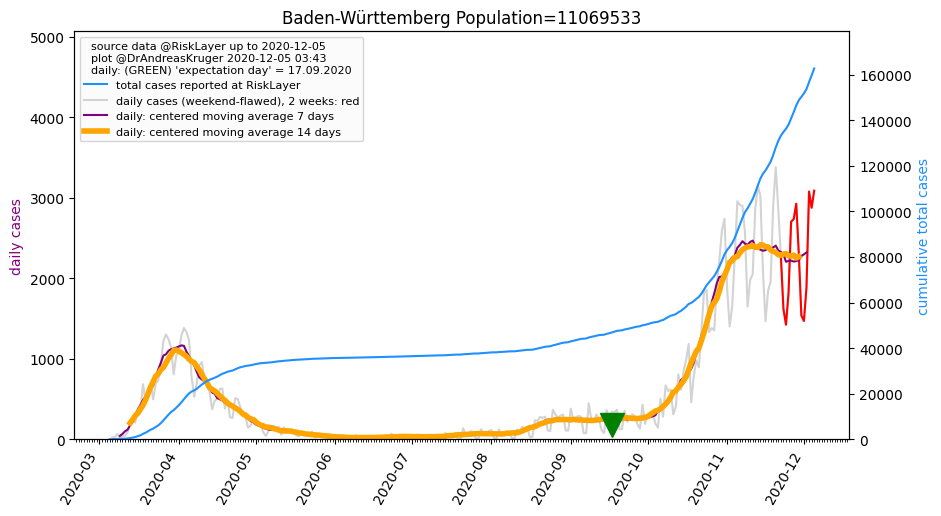 Baden-Württemberg Population=11069533
source data @RiskLayer up to 2020-12-05
plot @DrAndreasKruger 2020-12-05 03:43
daily: (GREEN) 'expectation day' = 17.09.2020
total cases reported at RiskLayer
daily cases (weekend-flawed), 2 weeks: red
daily: centered moving average 7 days
daily: centered moving average 14 days
daily cases
5000
4000
3000
2000
1000
0
cumulative total cases
160000
140000
120000
100000
80000
60000
40000
20000
0
2020-03
2020-04
2020-05
2020-06
2020-07
2020-08
2020-09
2020-10
2020-11
2020-12